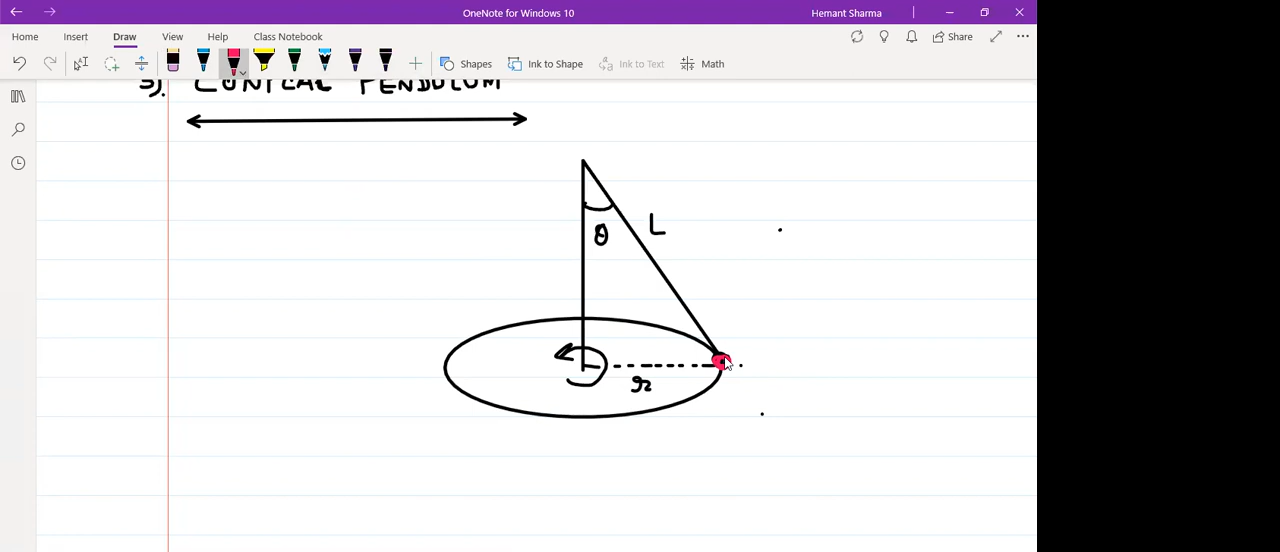 OneNote for Windows 10
Hemant Sharma
Home Insert Draw View Help Class Notebook
Share
Shapes Ink to Shape Ink to Text Math
3). CONICAL PENDULUM
θ
L
r